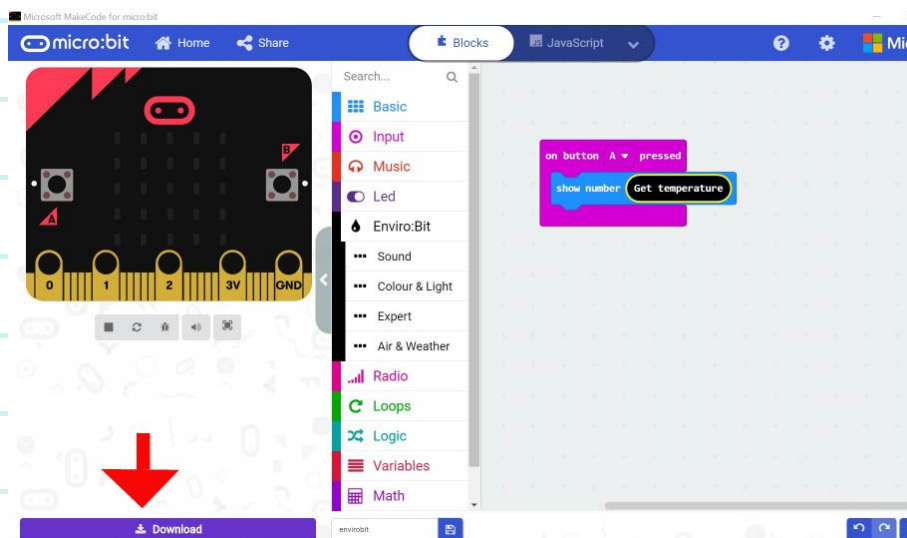 Microsoft MakeCode for micro:bit
micro:bit Home Share Blocks JavaScript Mi
Search...
Basic
Input
Music
Led
Enviro:Bit
Sound
Colour & Light
Expert
Air & Weather
Radio
Loops
Logic
Variables
Math
B
A
0 1 2 3V GND
on button A pressed
show number Get temperature
Download
envirobit